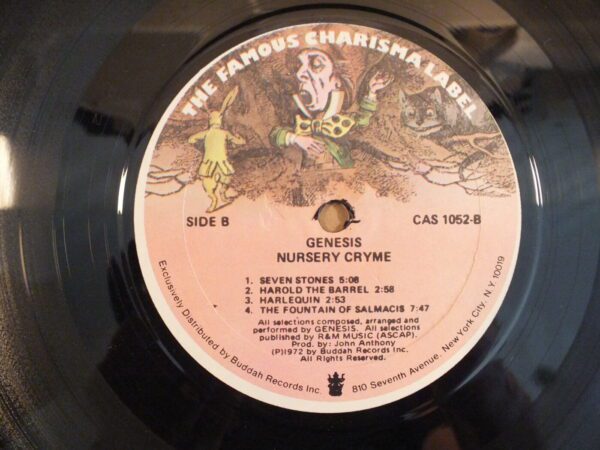 THE FAMOUS CHARISMA LABEL
SIDE B
CAS 1052-B
GENESIS
NURSERY CRYME
1. SEVEN STONES 5:08
2. HAROLD THE BARREL 2:58
3. HARLEQUIN 2:53
4. THE FOUNTAIN OF SALMACIS 7:47
All selections composed, arranged and
performed by GENESIS. All selections
published by R&M MUSIC (ASCAP).
Prod. by: John Anthony
(P)1972 by Buddah Records Inc.
All Rights Reserved.
Exclusively Distributed by Buddah Records Inc. 810 Seventh Avenue, New York City, N.Y. 10019